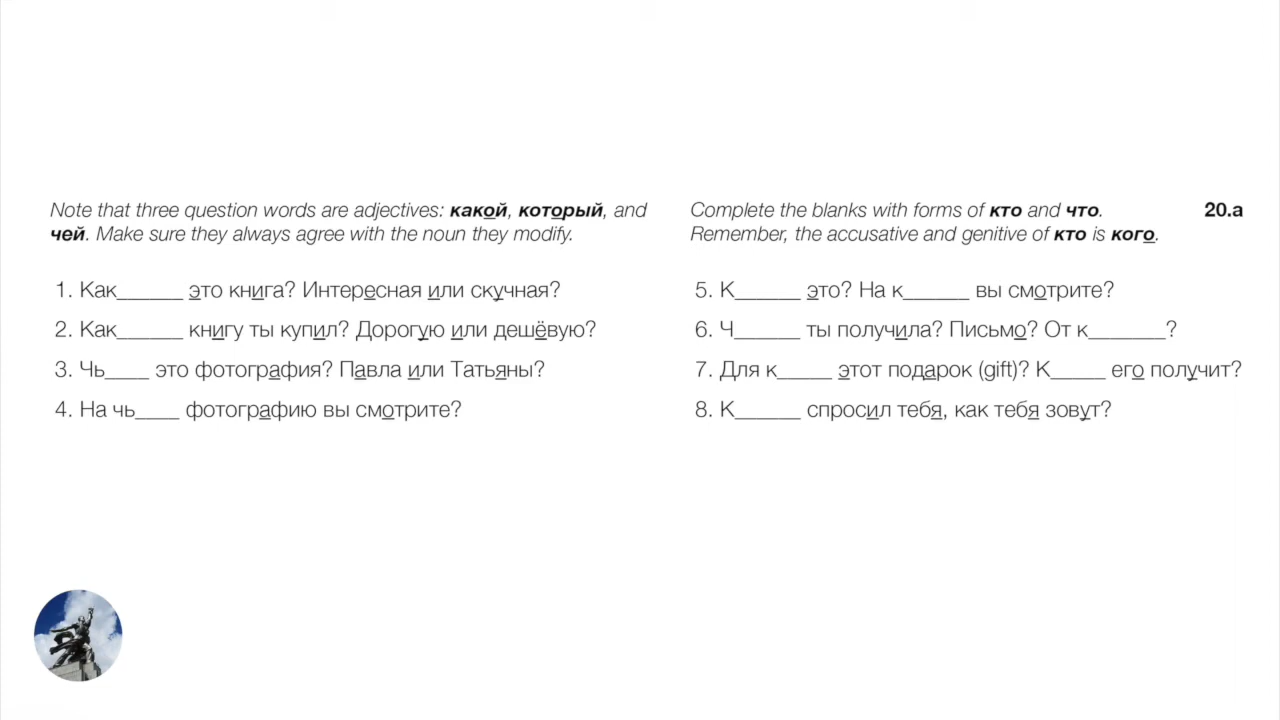 Note that three question words are adjectives: какой, который, and
чей. Make sure they always agree with the noun they modify.
1. Как______ это книга? Интересная или скучная?
2. Как______ книгу ты купил? Дорогую или дешёвую?
3. Чь____ это фотография? Павла или Татьяны?
4. На чь____ фотографию вы смотрите?
Complete the blanks with forms of кто and что. 20.a
Remember, the accusative and genitive of кто is кого.
5. К______ это? На к______ вы смотрите?
6. Ч______ ты получила? Письмо? От к_______?
7. Для к_____ этот подарок (gift)? К_____ его получит?
8. К______ спросил тебя, как тебя зовут?